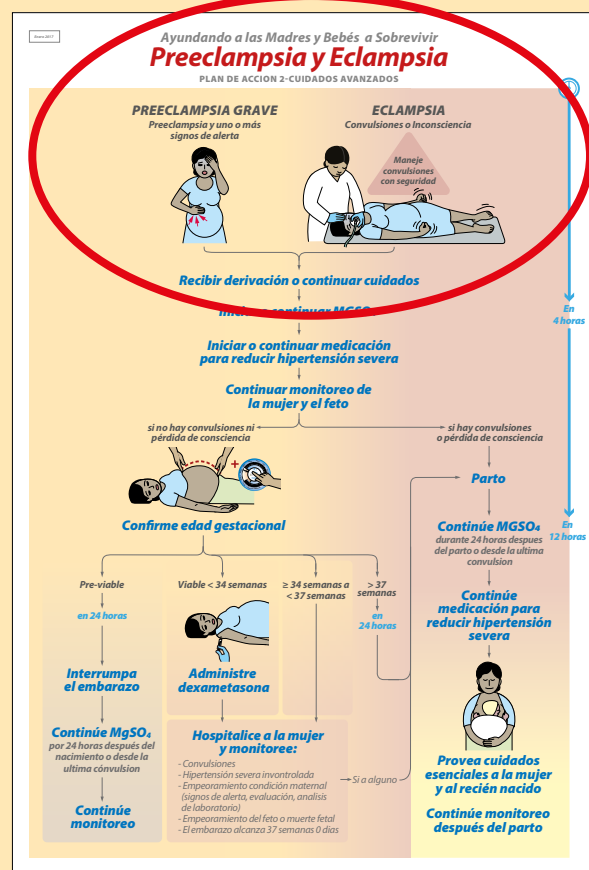 Enero 2017
Ayundando a las Madres y Bebés a Sobrevivir
Preeclampsia y Eclampsia
PLAN DE ACCION 2-CUIDADOS AVANZADOS
PREECLAMPSIA GRAVE
Preeclampsia y uno o más
signos de alerta
ECLAMPSIA
Convulsiones o Inconsciencia
Maneje
convulsiones
con seguridad
Recibir derivación o continuar cuidados
continuar MGSO₄
En
4 horas
Iniciar o continuar medicación
para reducir hipertensión severa
Continuar monitoreo de
la mujer y el feto
si no hay convulsiones ni
pérdida de consciencia
si hay convulsiones
o pérdida de consciencia
+
Confirme edad gestacional
Parto
Continúe MGSO₄
durante 24 horas despues
del parto o desde la ultima
convulsion
En
12 horas
Pre-viable
en 24 horas
Viable < 34 semanas
≥ 34 semanas a
< 37 semanas
> 37
semanas
en
24 horas
Continúe
medicación para
reducir hipertensión
severa
Interrumpa
el embarazo
Administre
dexametasona
Continúe MgSO₄
por 24 horas después del
nacimiento o desde la
ultima cónvulsion
Continúe
monitoreo
Hospitalice a la mujer
y monitoree:
- Convulsiones
- Hipertensión severa invontrolada
- Empeoramiento condición maternal
(signos de alerta, evaluación, analisis
de laboratorio)
- Empeoramiento del feto o muerte fetal
- El embarazo alcanza 37 semanas 0 dias
Si a alguno
Provea cuidados
esenciales a la mujer
y al recién nacido
Continúe monitoreo
después del parto